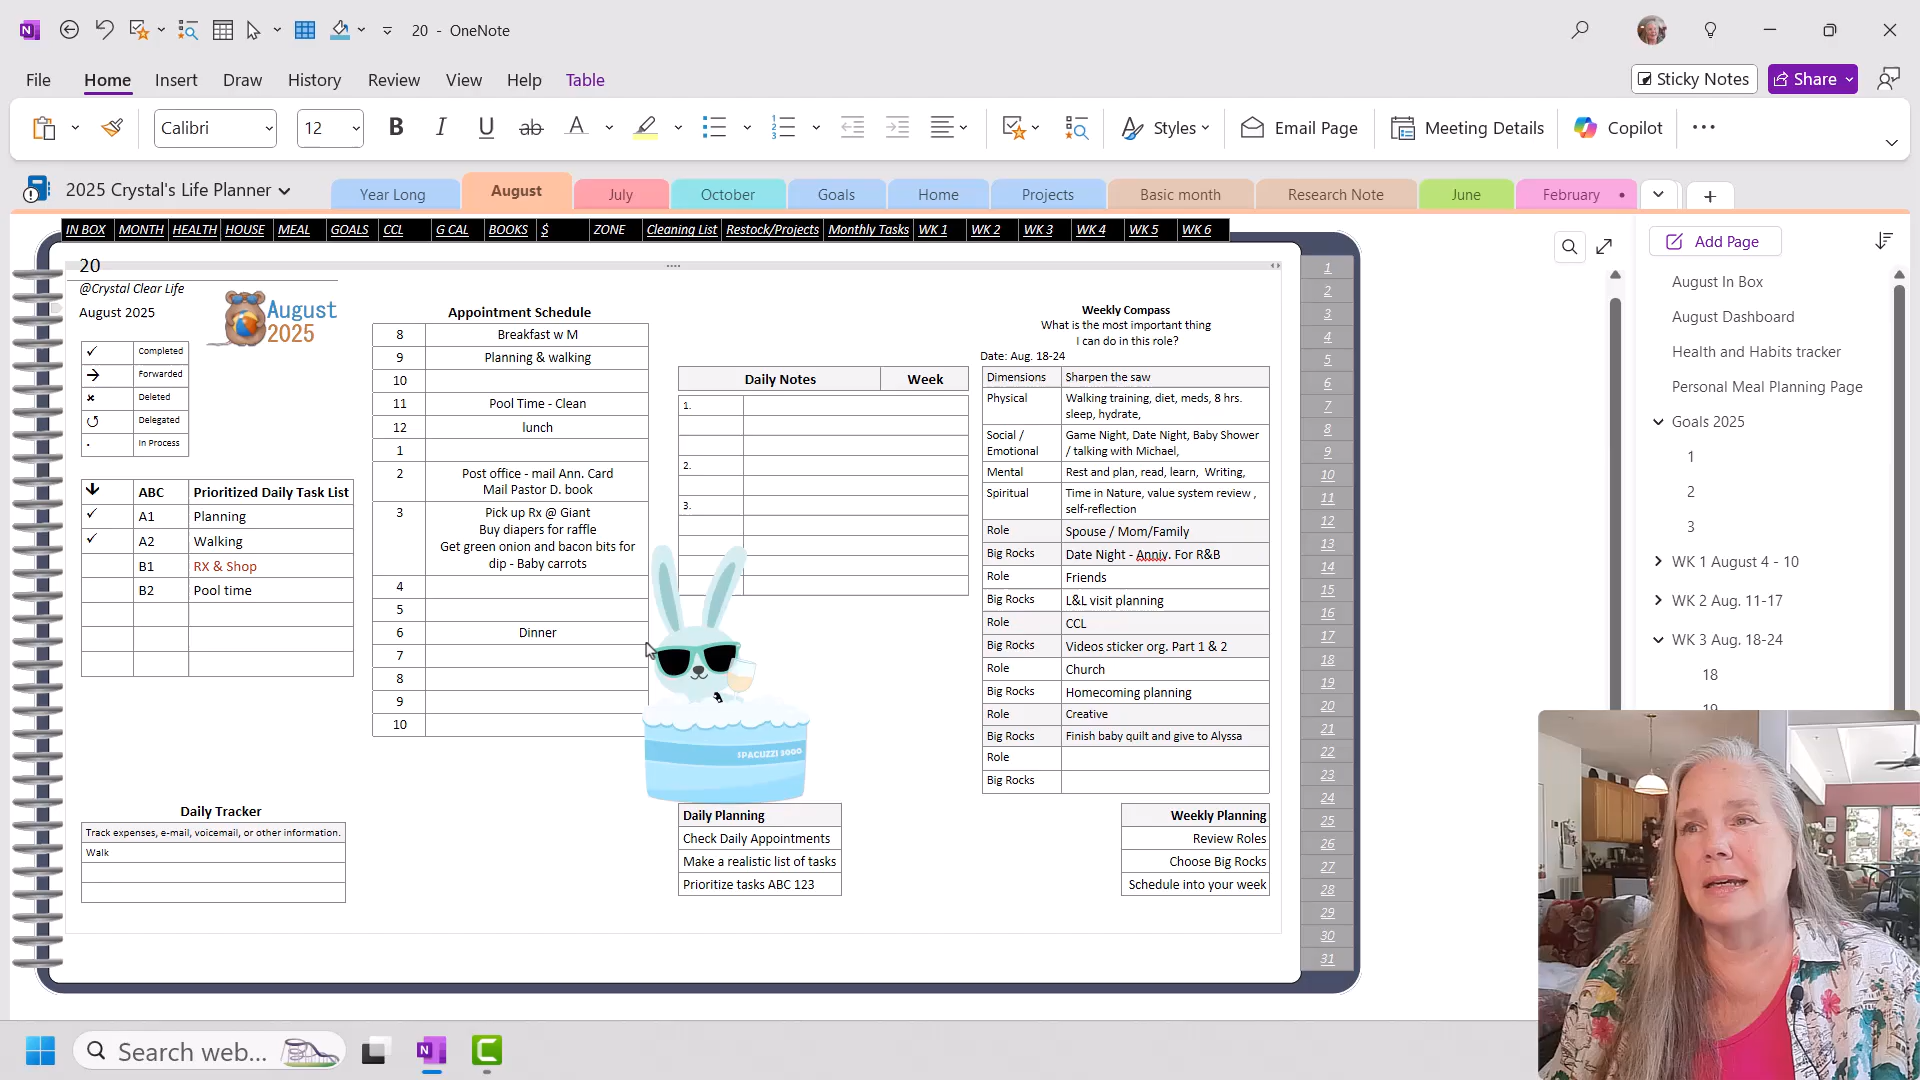 20 - OneNote
File Home Insert Draw History Review View Help Table
Sticky Notes Share
Calibri 12 B I U ab A Styles Email Page Meeting Details Copilot
2025 Crystal's Life Planner Year Long August July October Goals Home Projects Basic month Research Note June February
IN BOX MONTH HEALTH HOUSE MEAL GOALS CCL G CAL BOOKS $ ZONE Cleaning List Restock/Projects Monthly Tasks WK 1 WK 2 WK 3 WK 4 WK 5 WK 6
20
@Crystal Clear Life
August 2025
August
2025
✓ Completed
→ Forwarded
× Deleted
Delegated
. In Process
ABC Prioritized Daily Task List
✓ A1 Planning
✓ A2 Walking
B1 RX & Shop
B2 Pool time
Daily Tracker
Track expenses, e-mail, voicemail, or other information.
Walk
Appointment Schedule
8 Breakfast w M
9 Planning & walking
10
11 Pool Time - Clean
12 lunch
1
2 Post office - mail Ann. Card
Mail Pastor D. book
3 Pick up Rx @ Giant
Buy diapers for raffle
Get green onion and bacon bits for
dip - Baby carrots
4
5
6 Dinner
7
8
9
10
Daily Notes Week
1.
2.
3.
SPACUZZI 3000
Daily Planning
Check Daily Appointments
Make a realistic list of tasks
Prioritize tasks ABC 123
Weekly Compass
What is the most important thing
I can do in this role?
Date: Aug. 18-24
Dimensions Sharpen the saw
Physical Walking training, diet, meds, 8 hrs.
sleep, hydrate,
Social / Game Night, Date Night, Baby Shower
Emotional / talking with Michael,
Mental Rest and plan, read, learn, Writing,
Spiritual Time in Nature, value system review ,
self-reflection
Role Spouse / Mom/Family
Big Rocks Date Night - Anniv. For R&B
Role Friends
Big Rocks L&L visit planning
Role CCL
Big Rocks Videos sticker org. Part 1 & 2
Role Church
Big Rocks Homecoming planning
Role Creative
Big Rocks Finish baby quilt and give to Alyssa
Role
Big Rocks
Weekly Planning
Review Roles
Choose Big Rocks
Schedule into your week
1
2
3
4
5
6
7
8
9
10
11
12
13
14
15
16
17
18
19
20
21
22
23
24
25
26
27
28
29
30
31
Add Page
August In Box
August Dashboard
Health and Habits tracker
Personal Meal Planning Page
Goals 2025
1
2
3
WK 1 August 4 - 10
WK 2 Aug. 11-17
WK 3 Aug. 18-24
18
19
Search web...